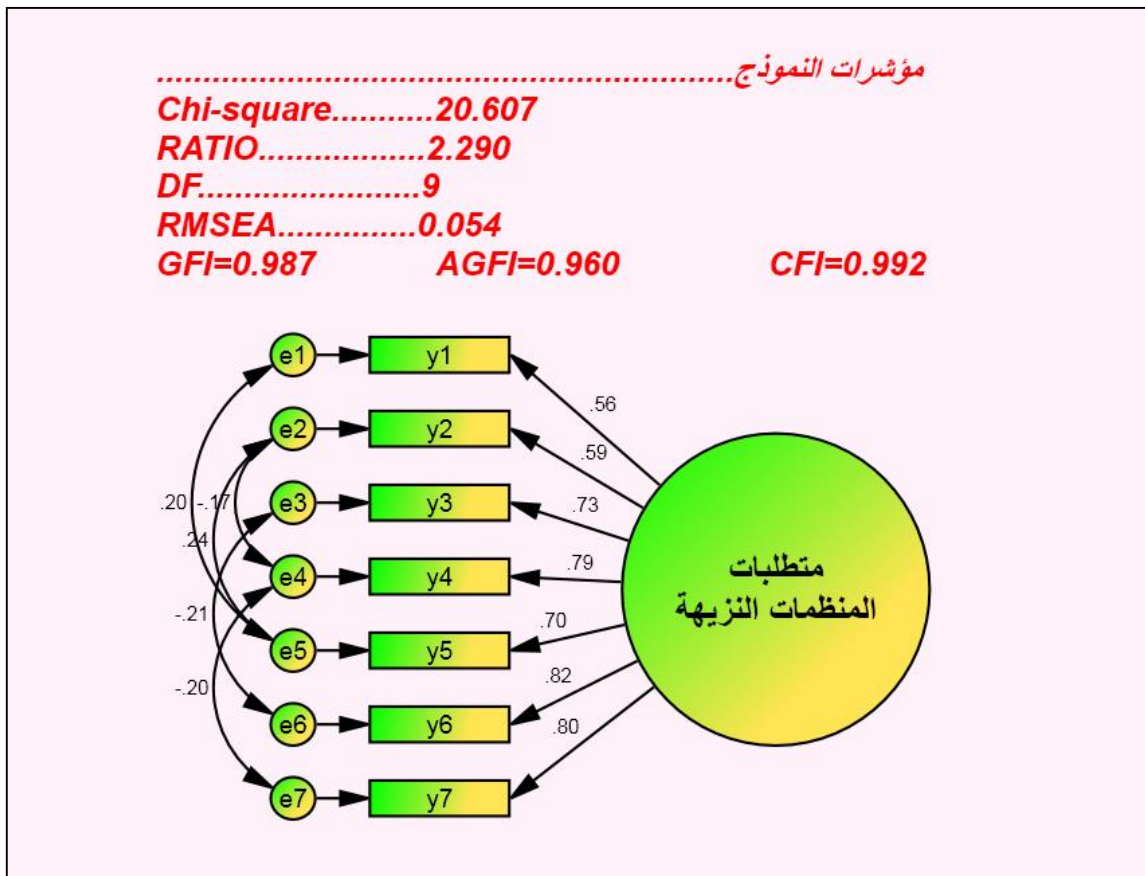 مؤشرات النموذج..............................................................
Chi-square...........20.607
RATIO..................2.290
DF........................9
RMSEA...............0.054
GFI=0.987 AGFI=0.960 CFI=0.992
e1 y1
.56
e2 y2
.59
.20 -.17
e3 y3
.73
.24
e4 y4
.79
متطلبات
المنظمات النزيهة
-.21
e5 y5
.70
-.20
e6 y6
.82
e7 y7
.80